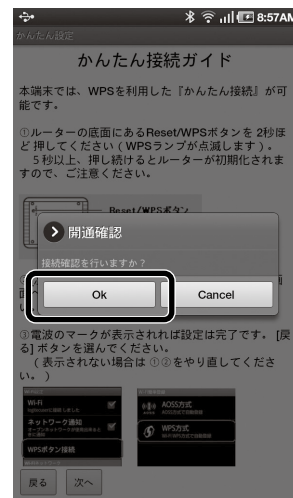 8:57AM
かんたん設定
かんたん接続ガイド
本端末では、WPSを利用した『かんたん接続』が可
能です。
①ルーターの底面にあるReset/WPSボタンを 2秒ほ
ど 押してください ( WPSランプが点滅します ) 。
5秒以上、押し続けるとルーターが初期化されま
すので、ご注意ください。
Reset/WPSボタン
開通確認
接続確認を行いますか?
Ok
Cancel
③電波のマークが表示されれば設定は完了です。 [戻
る] ボタンを選んでください。
( 表示されない場合は ①②をやり直してくださ
い。 )
Wi-Fi
ネットワーク通知
WPSボタン接続
AOSS方式
WPS方式
戻る
次へ